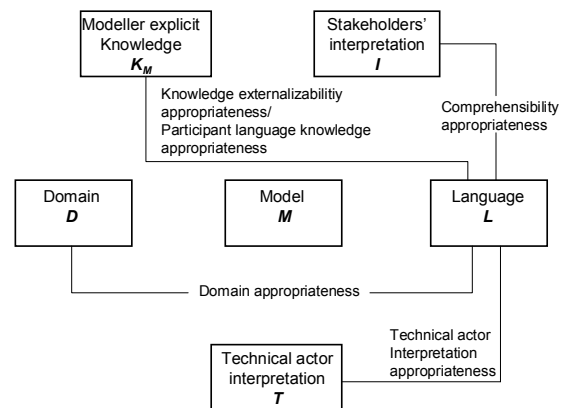 Modeller explicit
Knowledge
K_M
Stakeholders'
interpretation
I
Knowledge externalizabilitiy
appropriateness/
Participant language knowledge
appropriateness
Comprehensibility
appropriateness
Domain
D
Model
M
Language
L
Domain appropriateness
Technical actor
Interpretation
appropriateness
Technical actor
interpretation
T